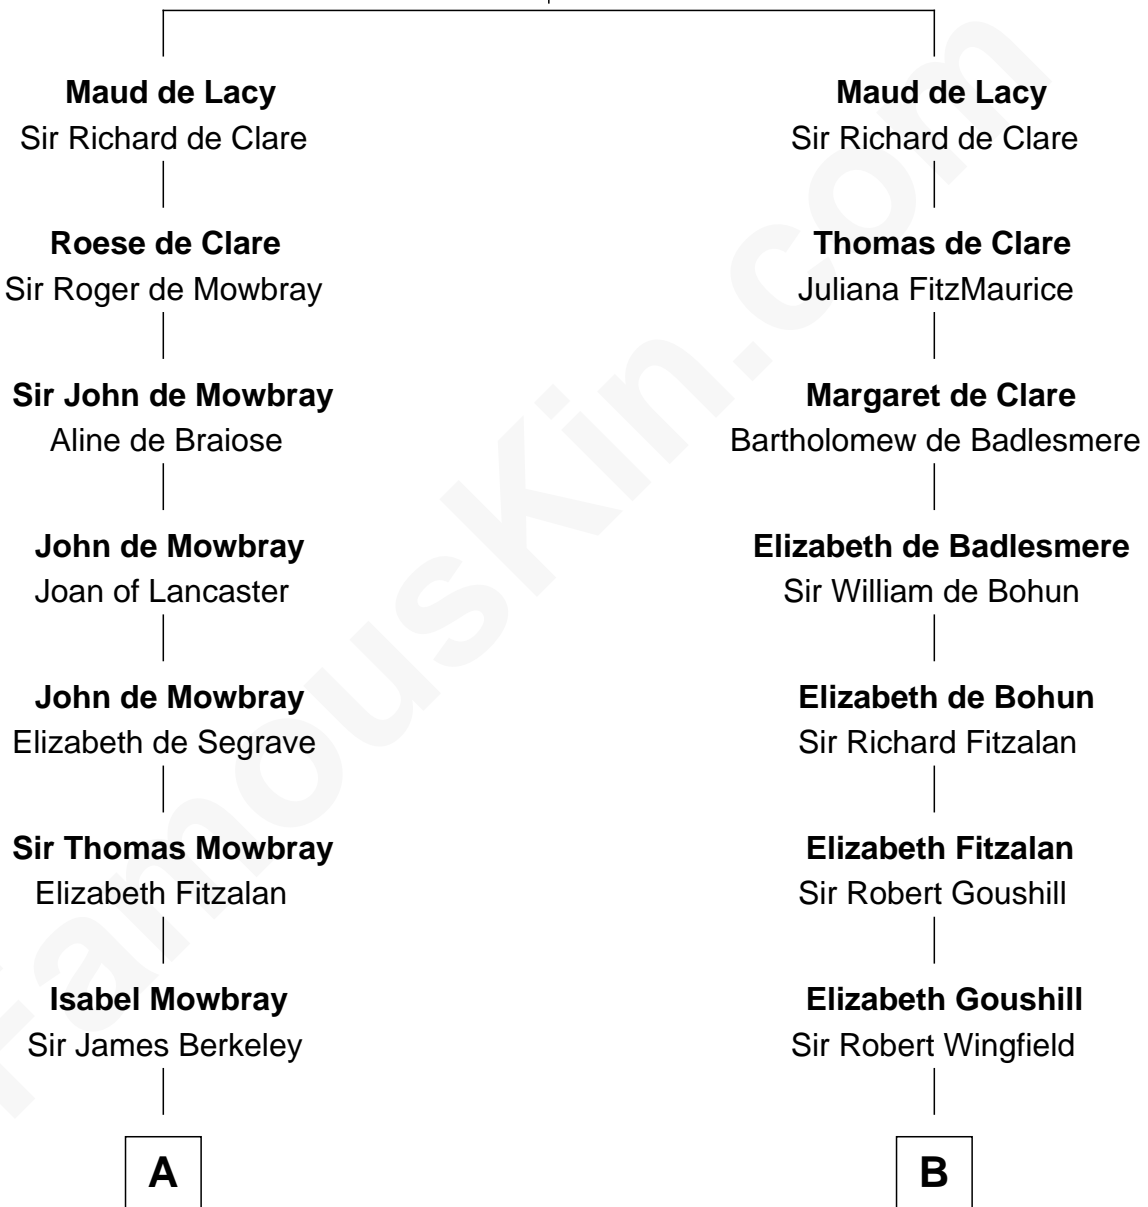 Maud de Lacy
Sir Richard de Clare
Roese de Clare
Sir Roger de Mowbray
Sir John de Mowbray
Aline de Braiose
John de Mowbray
Joan of Lancaster
John de Mowbray
Elizabeth de Segrave
Sir Thomas Mowbray
Elizabeth Fitzalan
Isabel Mowbray
Sir James Berkeley
A
Maud de Lacy
Sir Richard de Clare
Thomas de Clare
Juliana FitzMaurice
Margaret de Clare
Bartholomew de Badlesmere
Elizabeth de Badlesmere
Sir William de Bohun
Elizabeth de Bohun
Sir Richard Fitzalan
Elizabeth Fitzalan
Sir Robert Goushill
Elizabeth Goushill
Sir Robert Wingfield
B
FamousKin.com